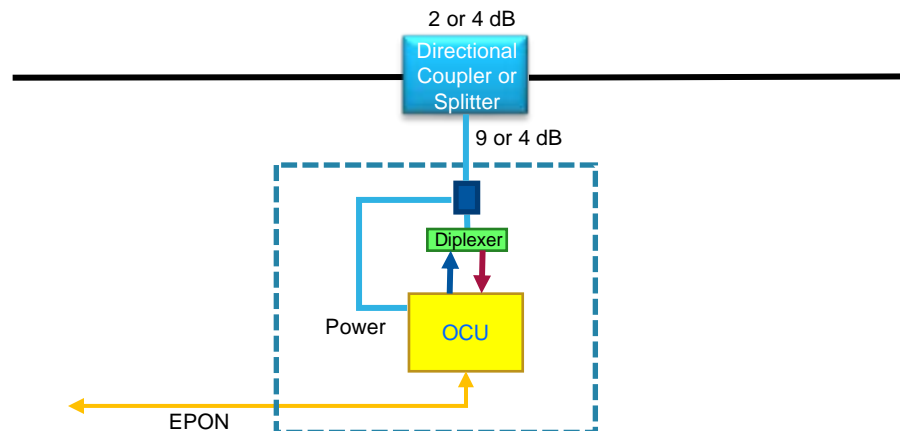 2 or 4 dB
Directional
Coupler or
Splitter
9 or 4 dB
Diplexer
Power
OCU
EPON